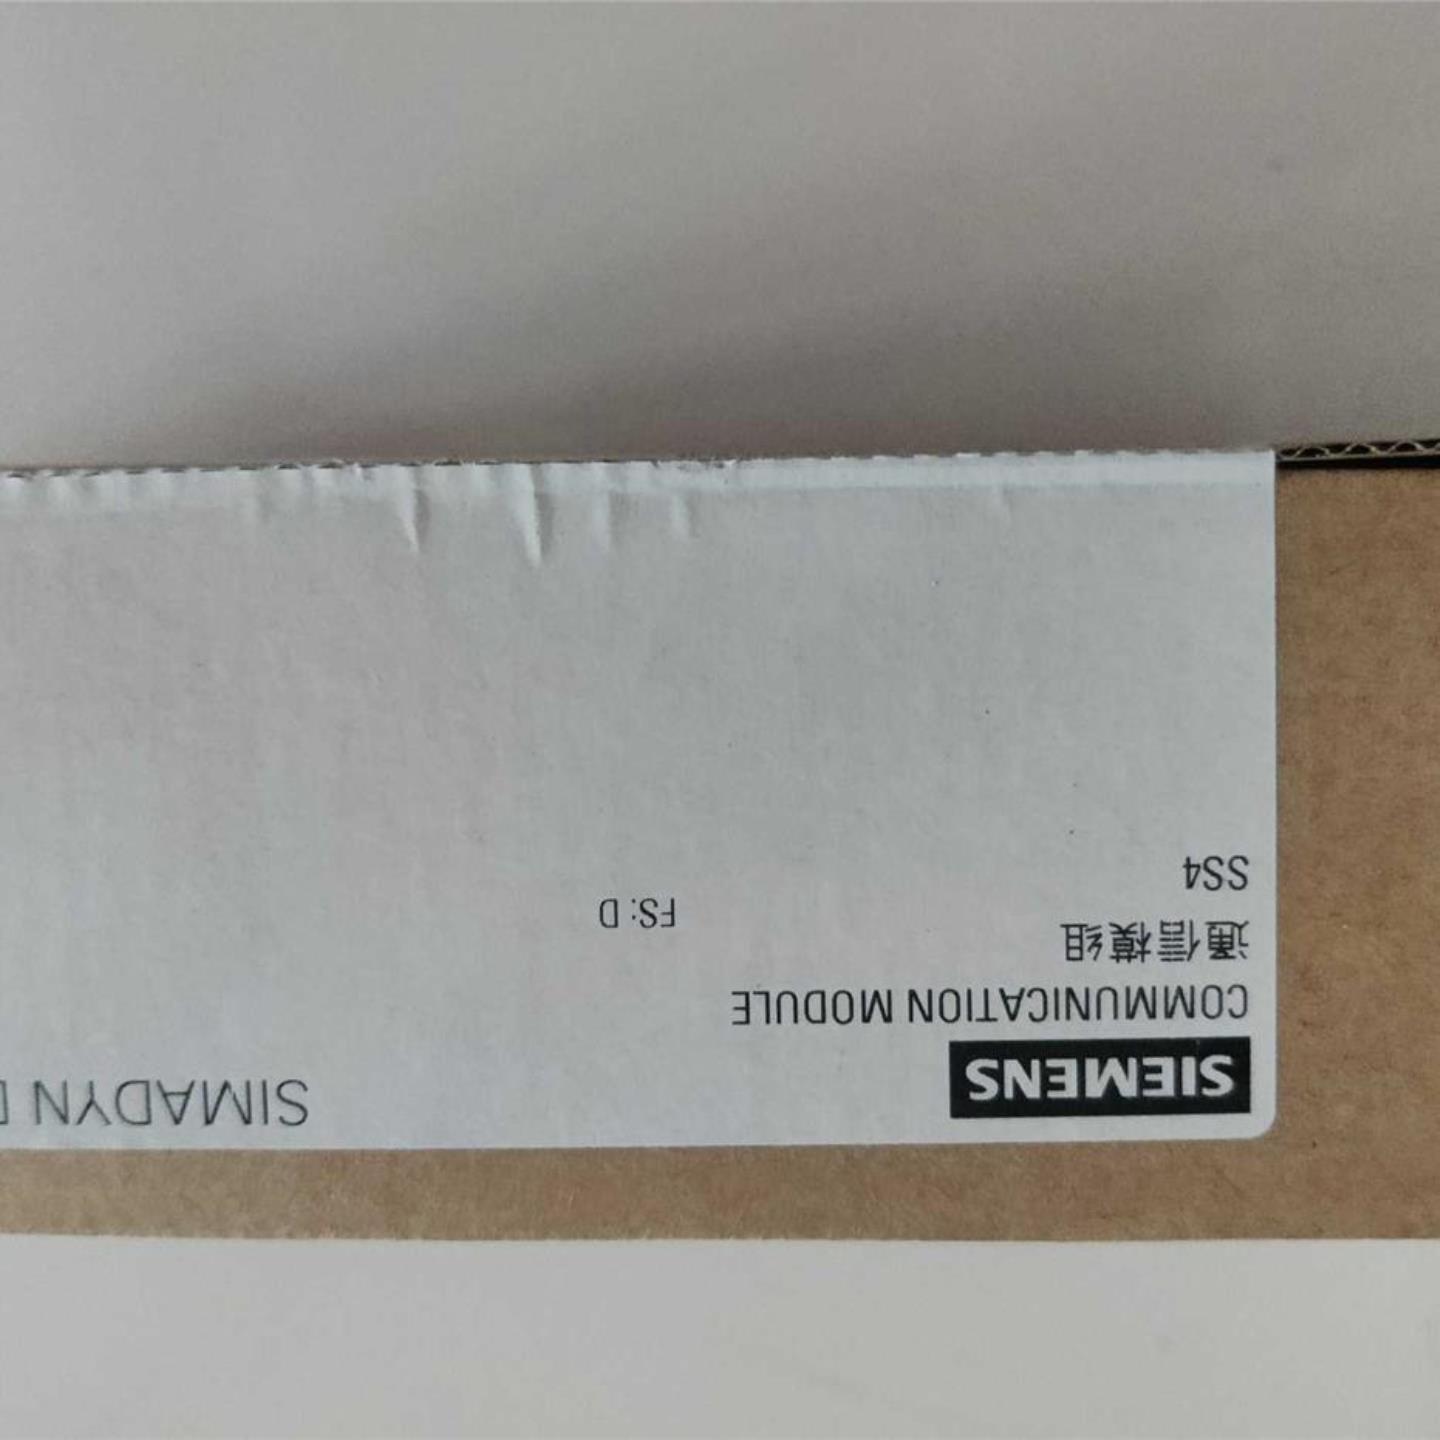 SIEMENS
SIMADYN D
COMMUNICATION MODULE
通信模组
FS: D
SS4